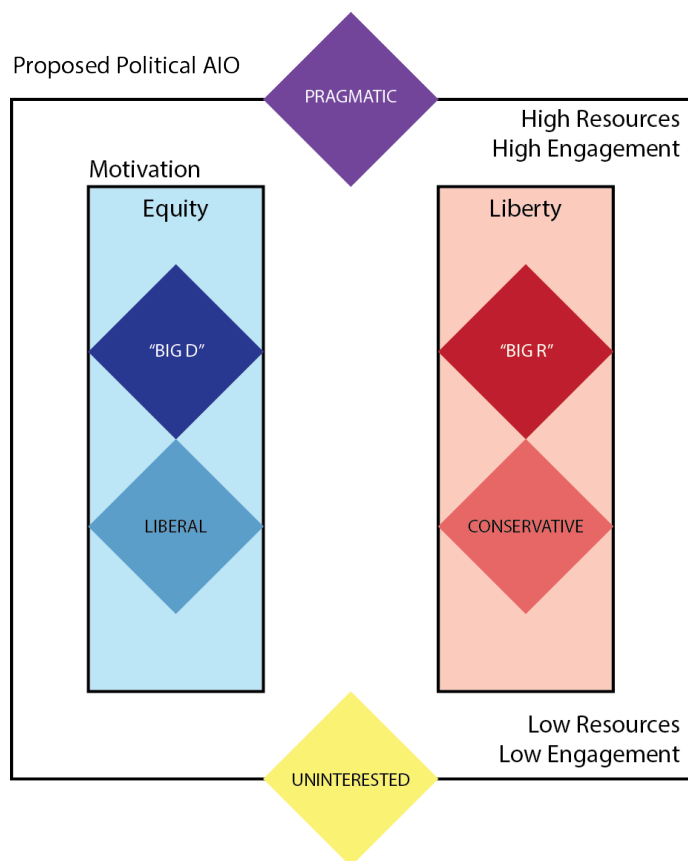 Proposed Political AIO
PRAGMATIC
High Resources
High Engagement
Motivation
Equity
Liberty
“BIG D”
“BIG R”
LIBERAL
CONSERVATIVE
Low Resources
Low Engagement
UNINTERESTED